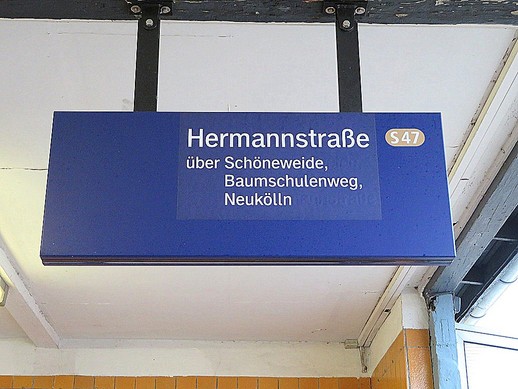 Hermannstraße S47
über Schöneweide,
Baumschulenweg,
Neukölln